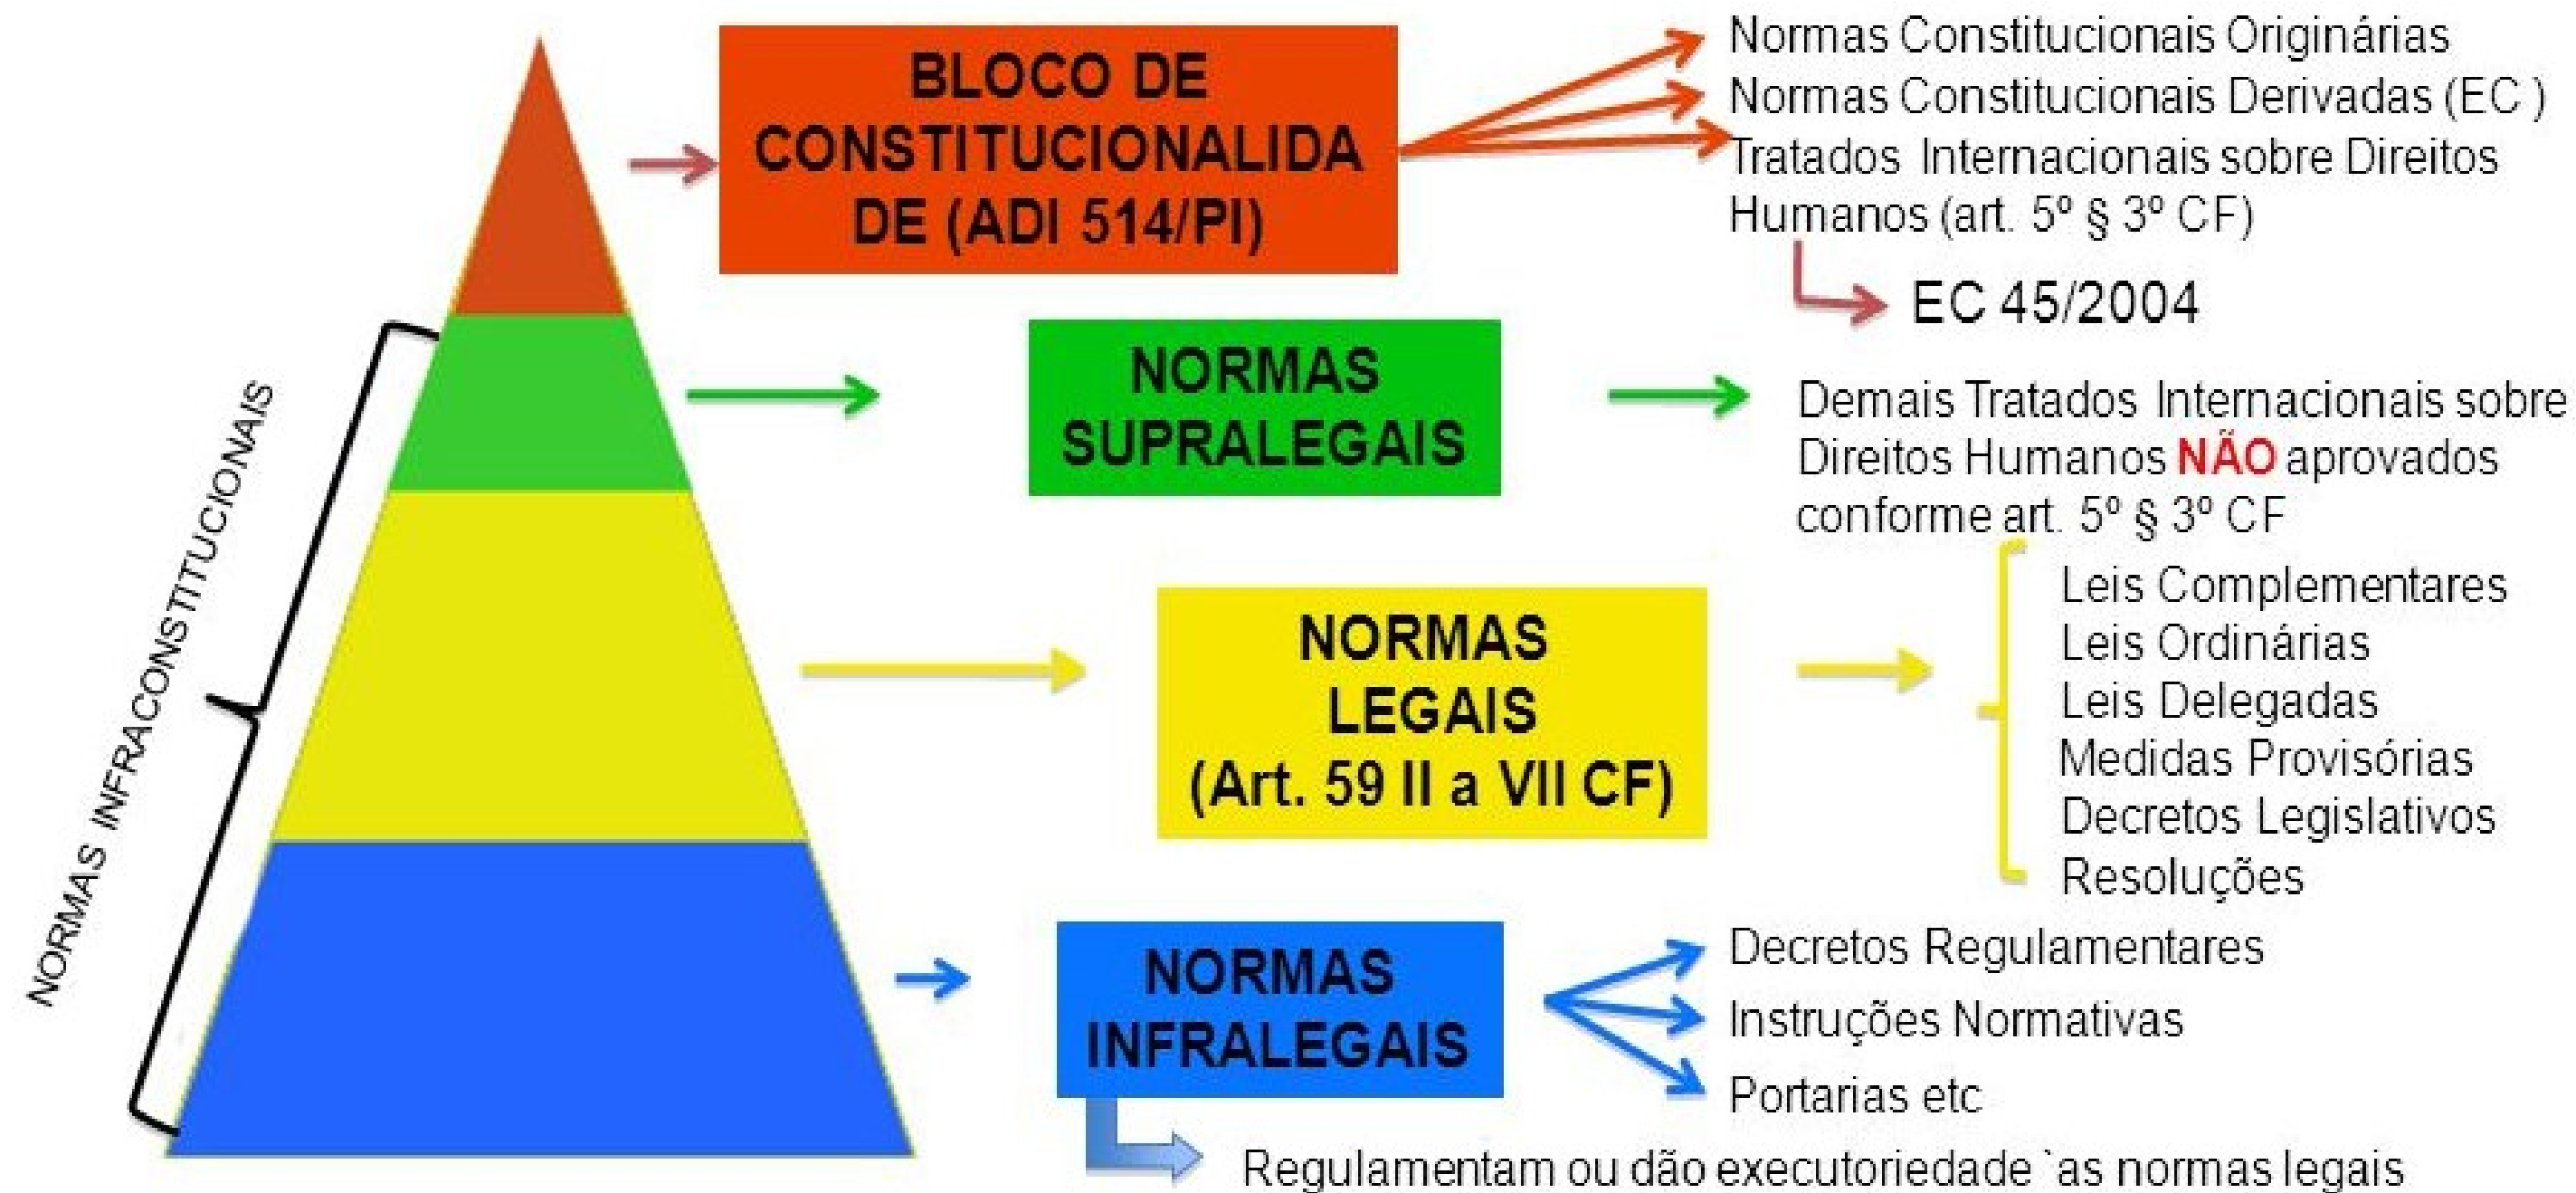 BLOCO DE
CONSTITUCIONALIDA
DE (ADI 514/PI)
Normas Constitucionais Originárias
Normas Constitucionais Derivadas (EC )
Tratados Internacionais sobre Direitos
Humanos (art. 5º § 3º CF)
EC 45/2004
NORMAS INFRACONSTITUCIONAIS
NORMAS
SUPRALEGAIS
Demais Tratados Internacionais sobre
Direitos Humanos NÃO aprovados
conforme art. 5º § 3º CF
NORMAS
LEGAIS
(Art. 59 II a VII CF)
Leis Complementares
Leis Ordinárias
Leis Delegadas
Medidas Provisórias
Decretos Legislativos
Resoluções
NORMAS
INFRALEGAIS
Decretos Regulamentares
Instruções Normativas
Portarias etc
Regulamentam ou dão executoriedade `as normas legais